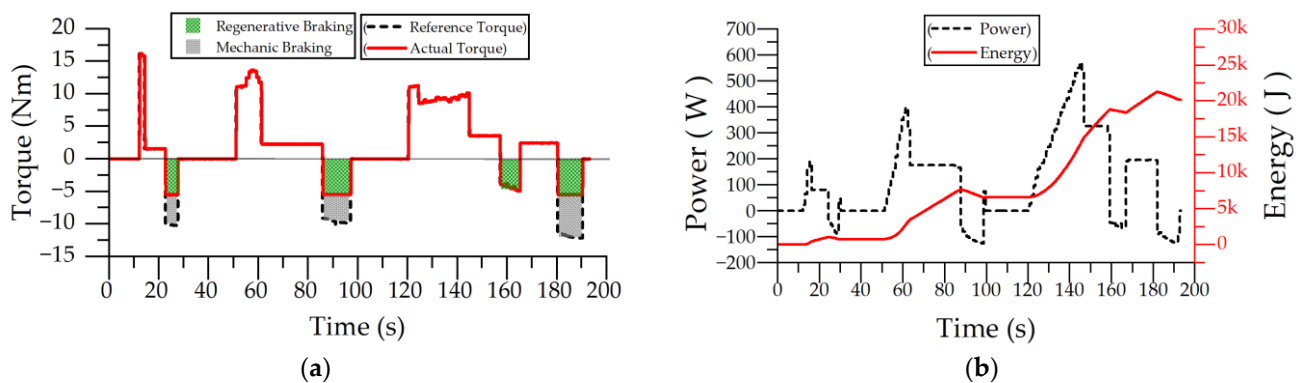 Regenerative Braking
Mechanic Braking
(Reference Torque)
(Actual Torque)
20
15
10
5
0
−5
−10
−15
Torque (Nm)
0 20 40 60 80 100 120 140 160 180 200
Time (s)
(a)
(Power)
(Energy)
700
600
500
400
300
200
100
0
−100
−200
Power ( W )
30k
25k
20k
15k
10k
5k
0
Energy ( J )
0 20 40 60 80 100 120 140 160 180 200
Time (s)
(b)